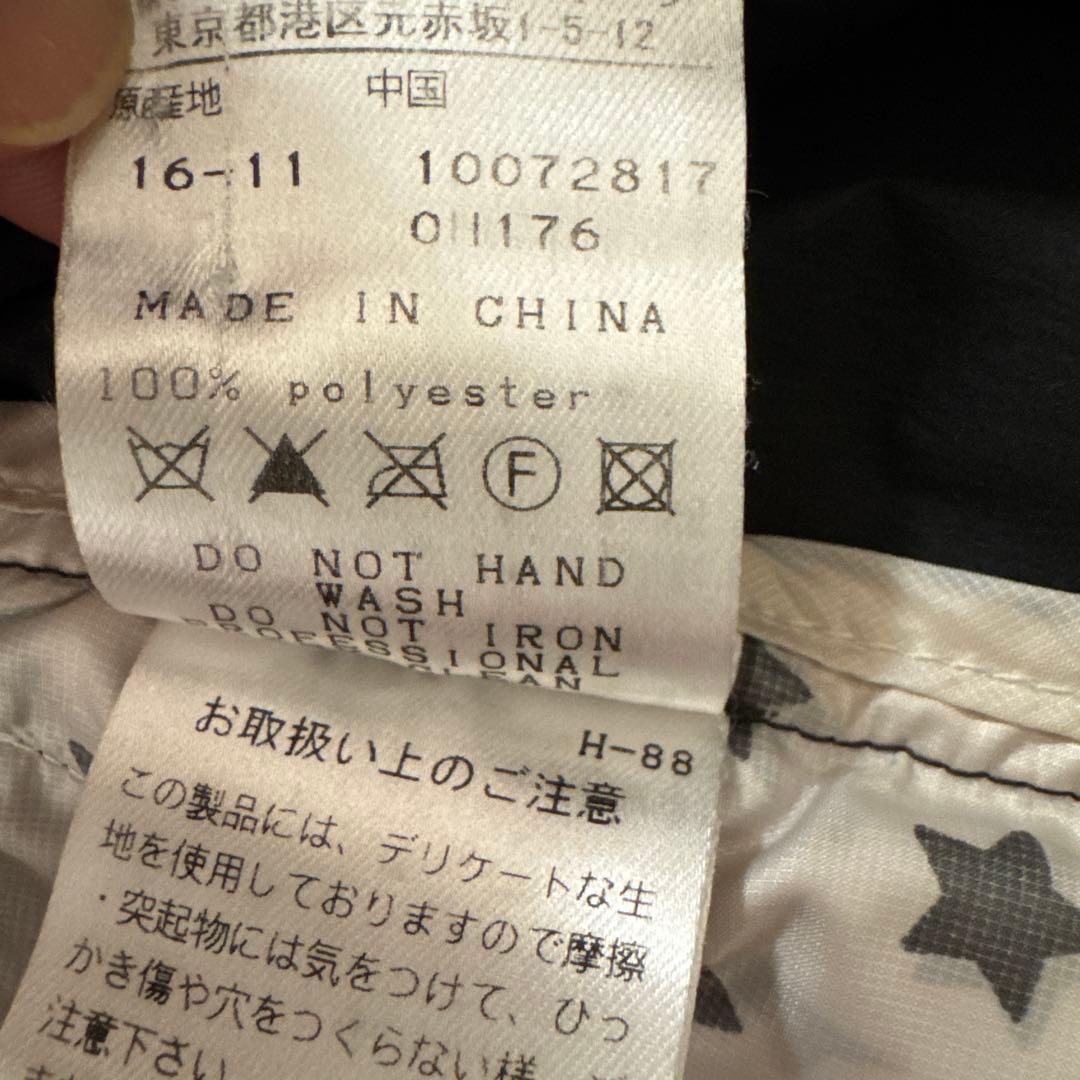 東京都港区元赤坂1-5-12
原産地 中国
16-11 10072817
011176
MADE IN CHINA
100% polyester
F
DO NOT HAND
WASH
DO NOT IRON
PROFESSIONAL
H-88
お取扱い上のご注意
この製品には、デリケートな生
地を使用しておりますので摩擦
・突起物には気をつけて、ひっ
かき傷や穴をつくらない様
注意下さい